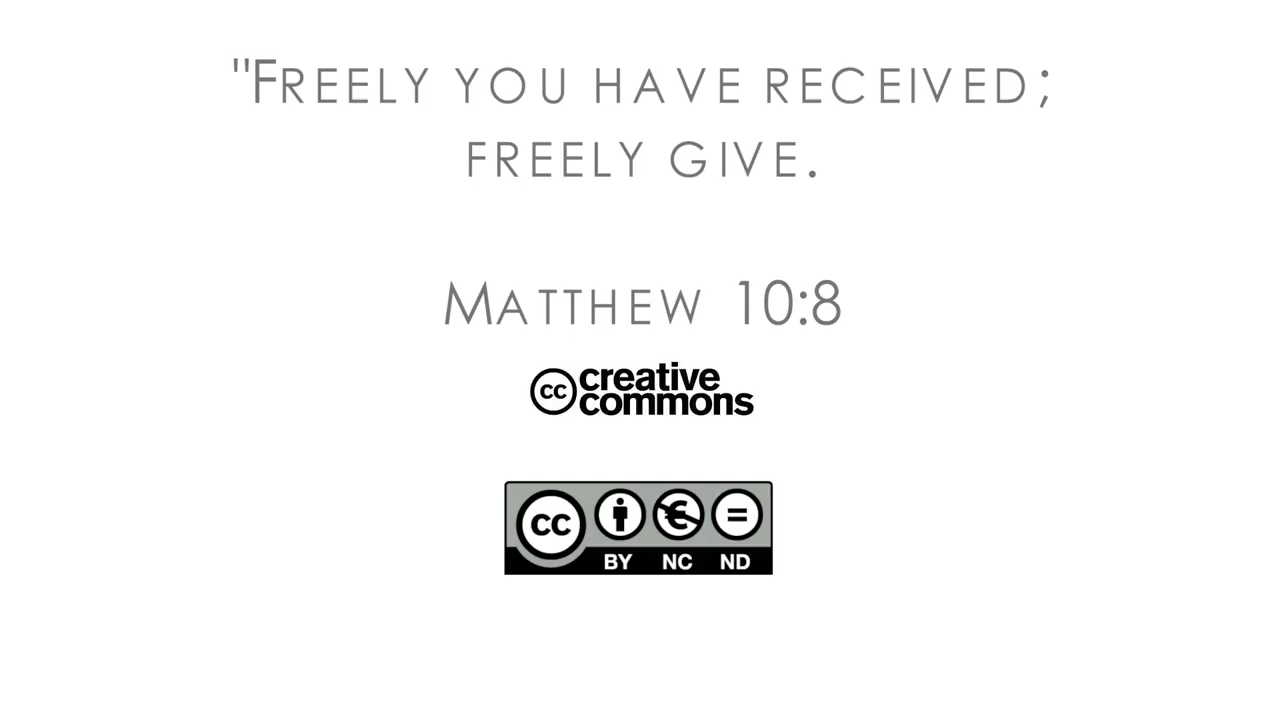 "FREELY YOU HAVE RECEIVED;
FREELY GIVE.
MATTHEW 10:8
cc creative
commons
cc
BY NC ND